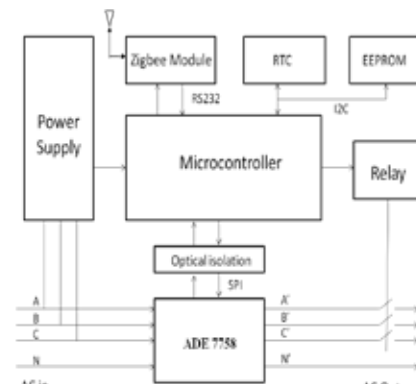 Zigbee Module
RTC
EEPROM
RS232
I2C
Power
Supply
Microcontroller
Relay
Optical isolation
SPI
A
A'
B
B'
C
C'
ADE 7758
N
N'